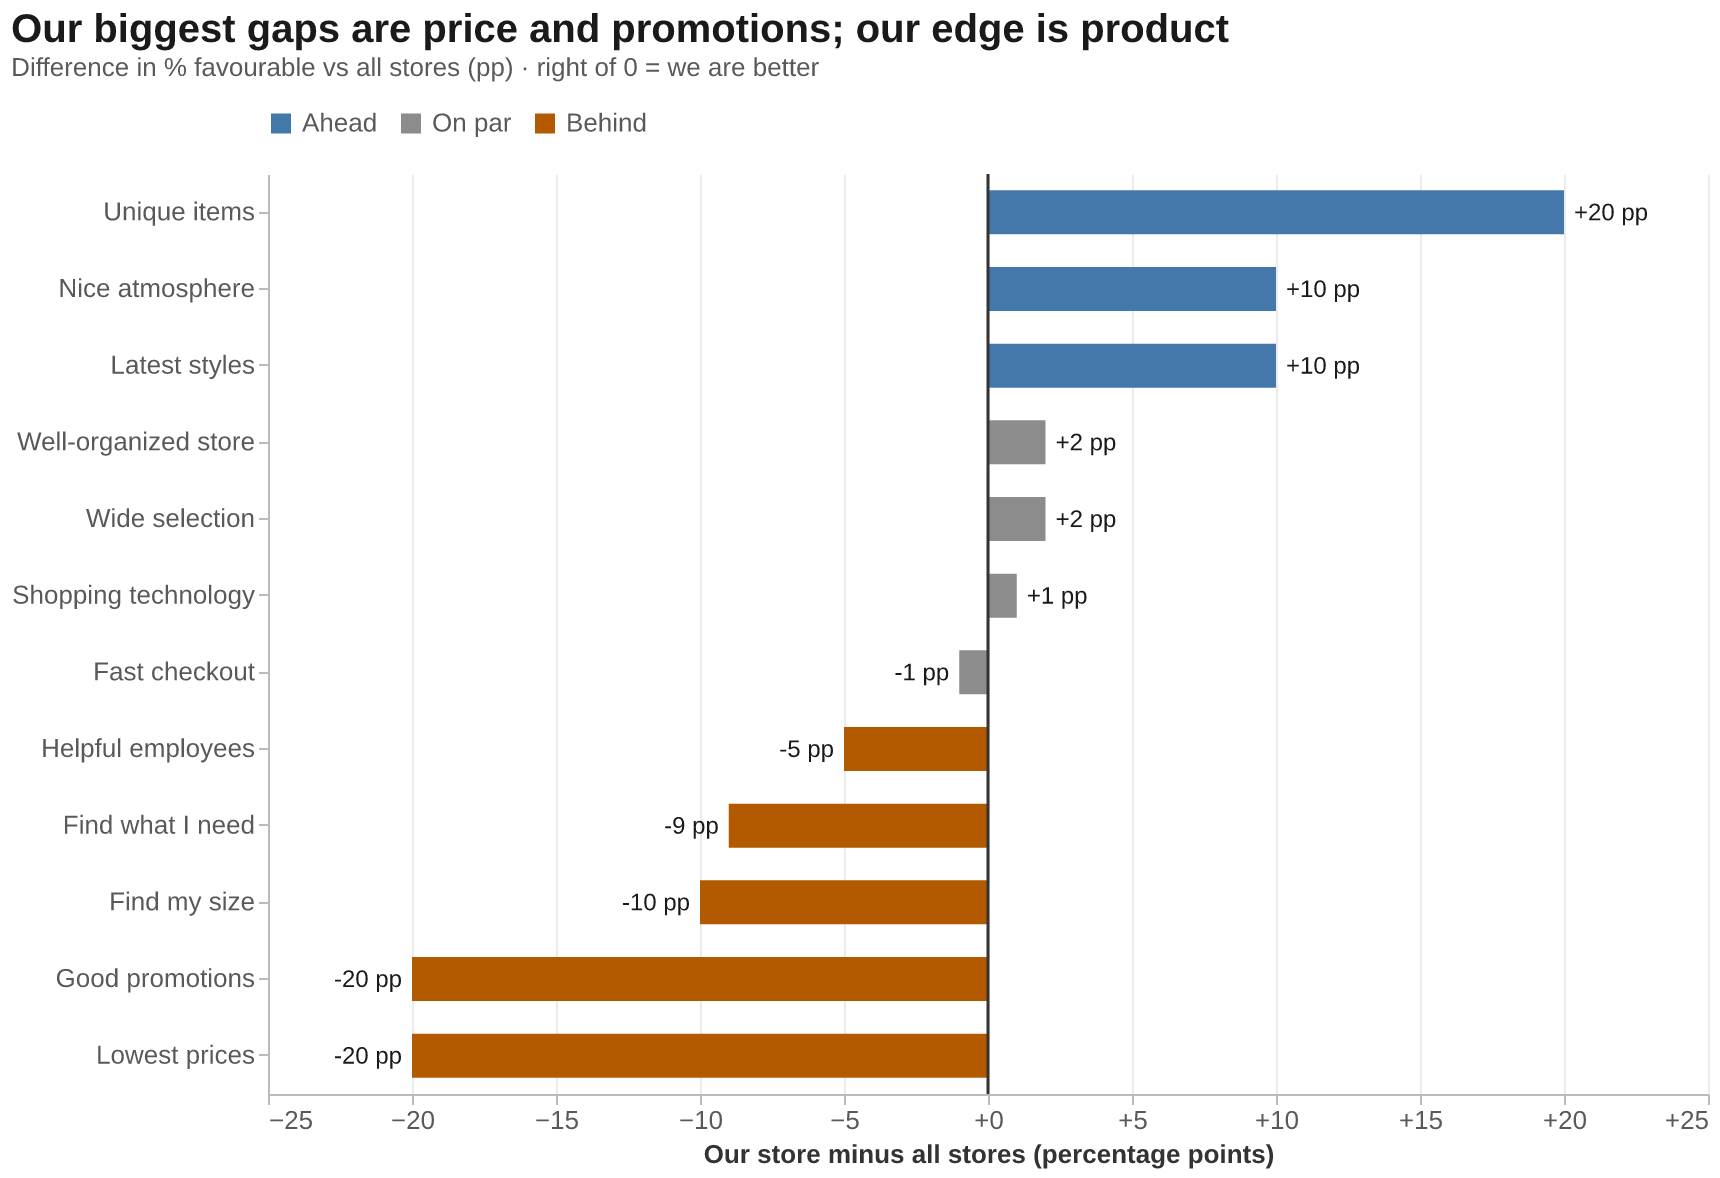 Our biggest gaps are price and promotions; our edge is product
Difference in % favourable vs all stores (pp) · right of 0 = we are better
Ahead On par Behind
Unique items +20 pp
Nice atmosphere +10 pp
Latest styles +10 pp
Well-organized store +2 pp
Wide selection +2 pp
Shopping technology +1 pp
Fast checkout -1 pp
Helpful employees -5 pp
Find what I need -9 pp
Find my size -10 pp
Good promotions -20 pp
Lowest prices -20 pp
−25 −20 −15 −10 −5 +0 +5 +10 +15 +20 +25
Our store minus all stores (percentage points)